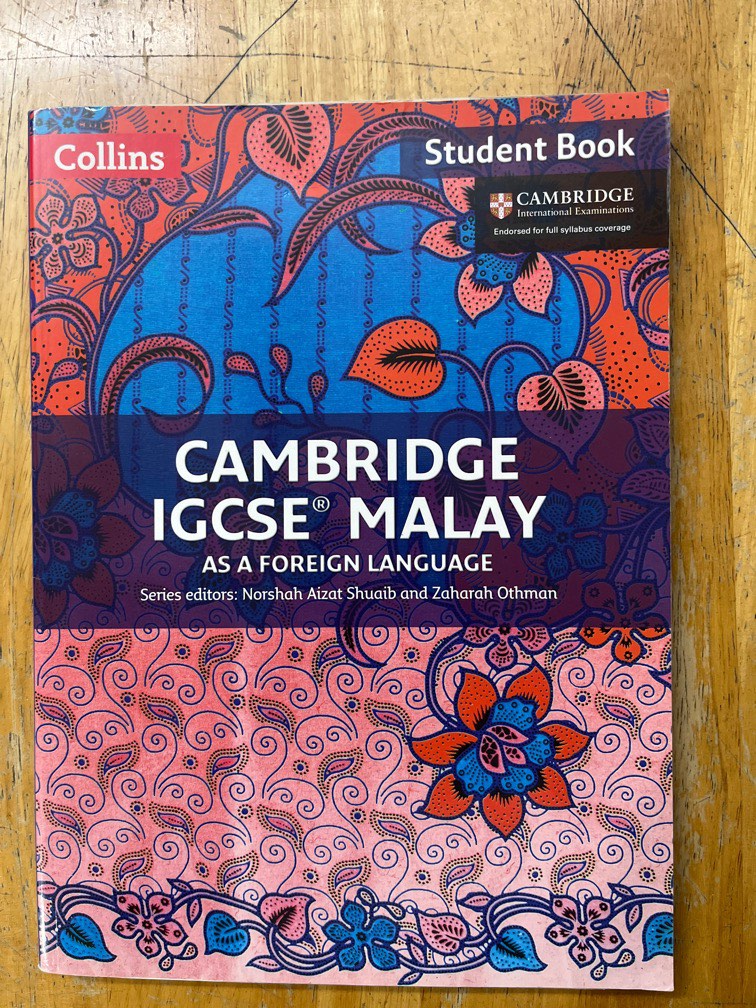 Collins
Student Book
CAMBRIDGE
International Examinations
Endorsed for full syllabus coverage
CAMBRIDGE
IGCSE® MALAY
AS A FOREIGN LANGUAGE
Series editors: Norshah Aizat Shuaib and Zaharah Othman